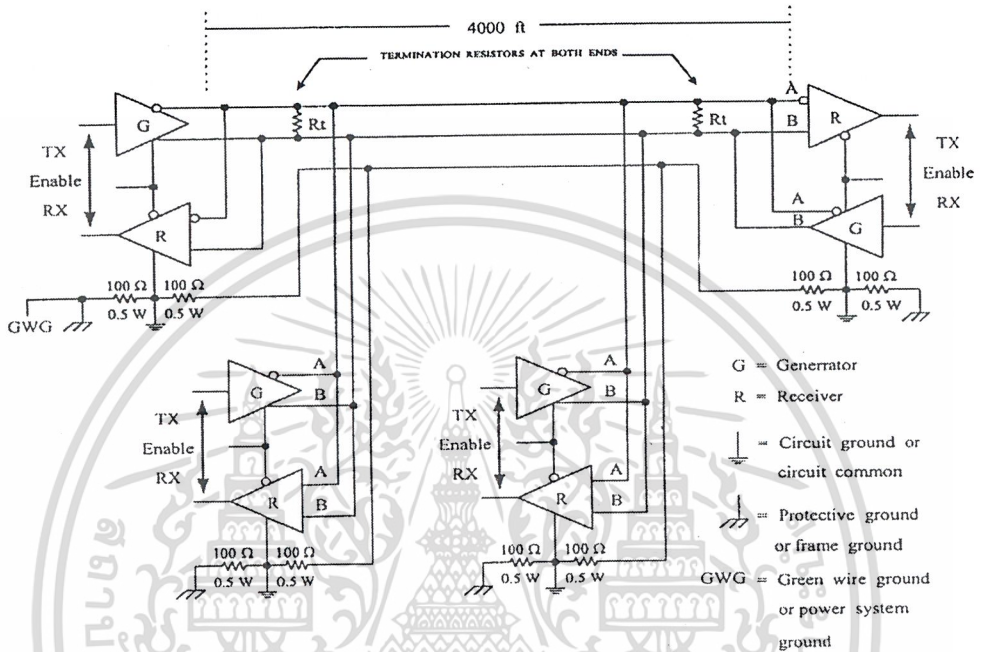 4000 ft
TERMINATION RESISTORS AT BOTH ENDS
G
TX
Enable
RX
R
Rt
Rt
A
B
R
TX
Enable
RX
A
B
G
100 Ω
0.5 W
100 Ω
0.5 W
GWG
100 Ω
0.5 W
100 Ω
0.5 W
G
A
B
TX
Enable
RX
R
A
B
100 Ω
0.5 W
100 Ω
0.5 W
G
A
B
TX
Enable
RX
R
A
B
100 Ω
0.5 W
100 Ω
0.5 W
G = Generrator
R = Receiver
= Circuit ground or
circuit common
= Protective ground
or frame ground
GWG = Green wire ground
or power system
ground